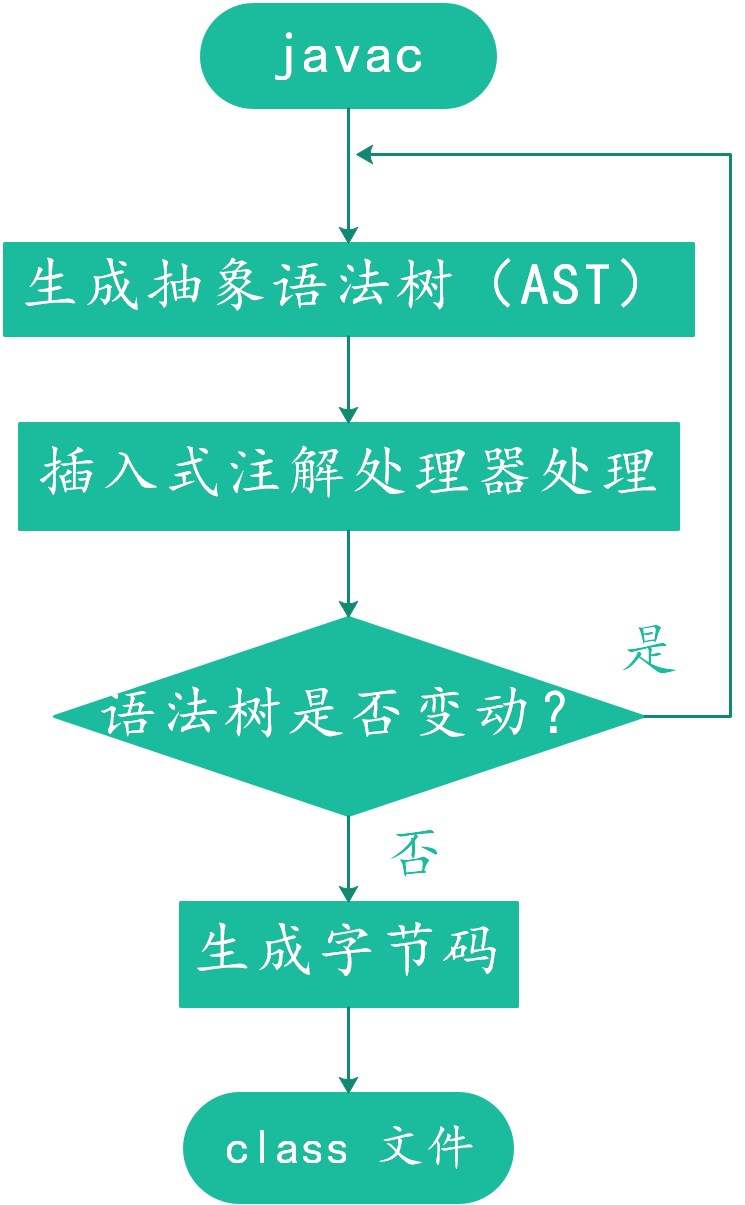 javac
生成抽象语法树（AST）
插入式注解处理器处理
语法树是否变动？
是
否
生成字节码
class 文件